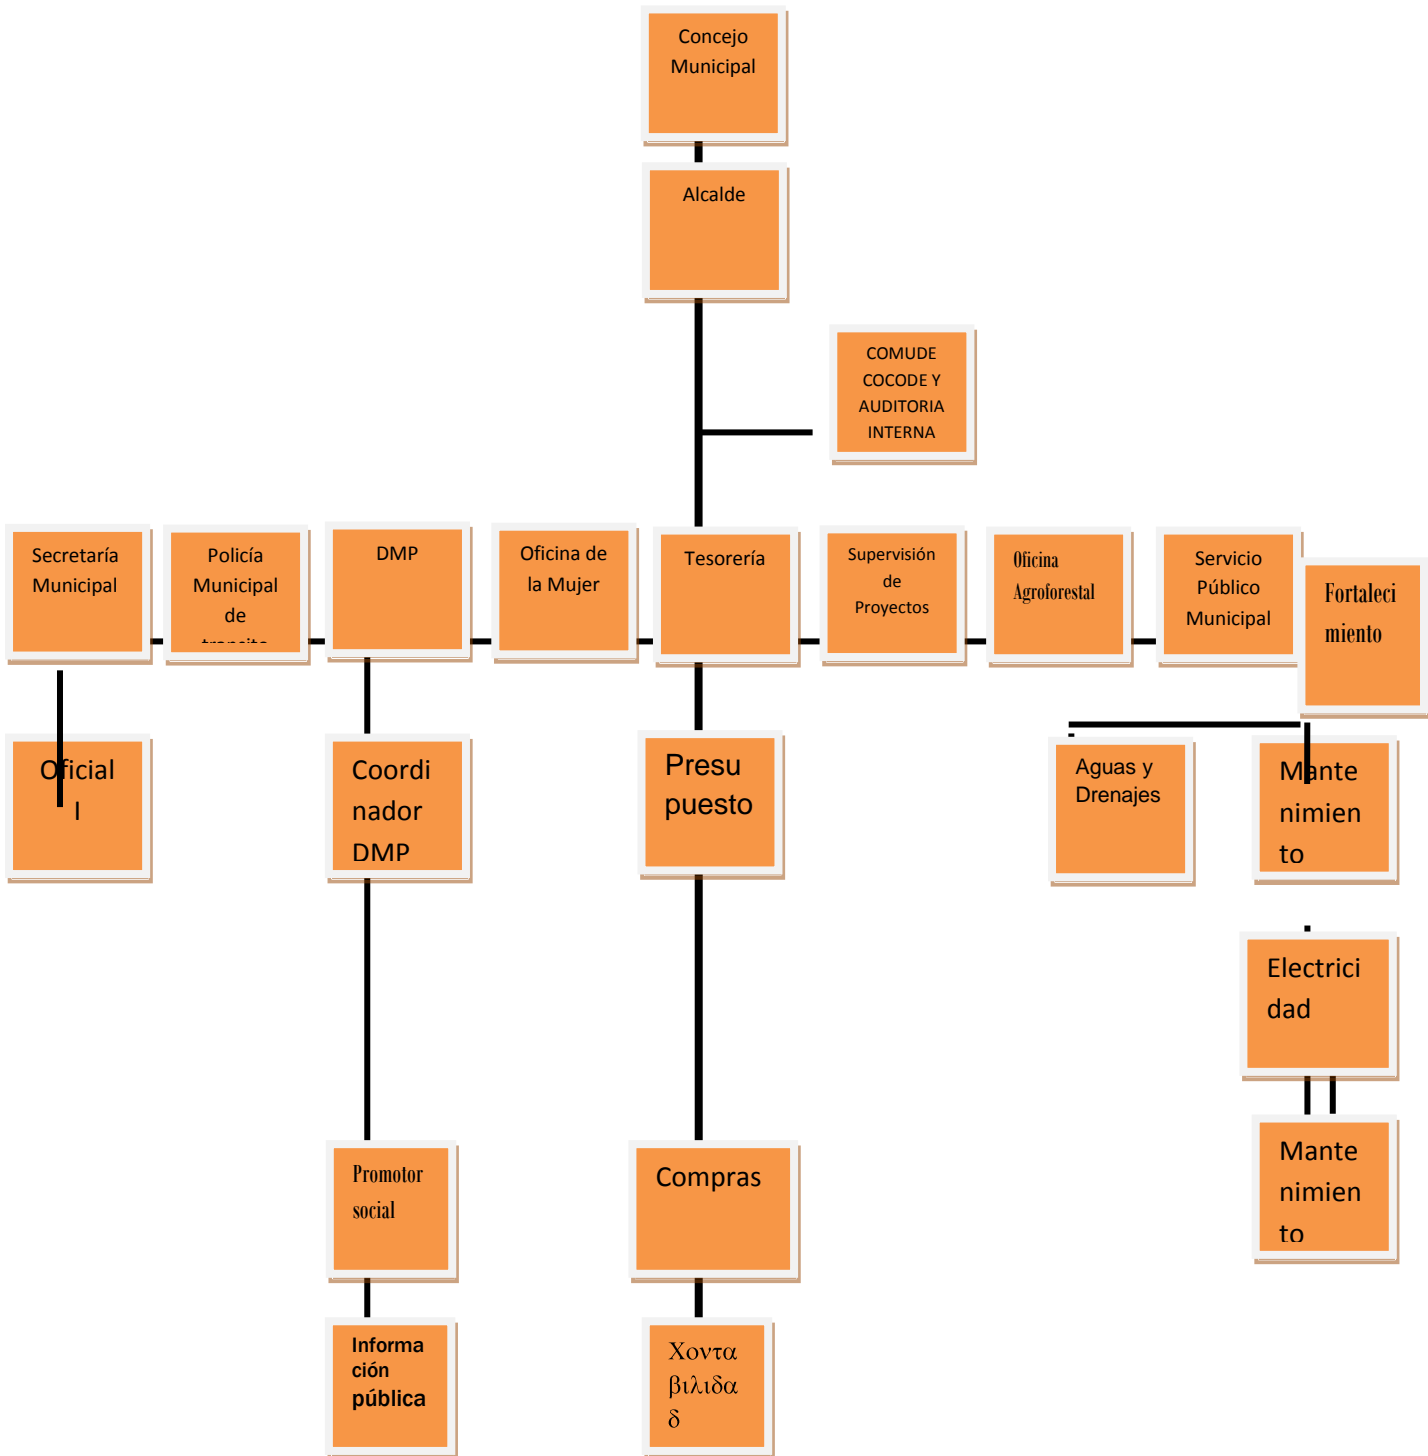 Concejo
Municipal
Alcalde
COMUDE
COCODE Y
AUDITORIA
INTERNA
Secretaría
Municipal
Policía
Municipal
de
transito
DMP
Oficina de
la Mujer
Tesorería
Supervisión
de
Proyectos
Oficina
Agroforestal
Servicio
Público
Municipal
Fortaleci
miento
Oficial
I
Coordi
nador
DMP
Presu
puesto
Aguas y
Drenajes
Mante
nimien
to
Electrici
dad
Promotor
social
Compras
Mante
nimien
to
Informa
ción
pública
Χοντα
βιλιδα
δ